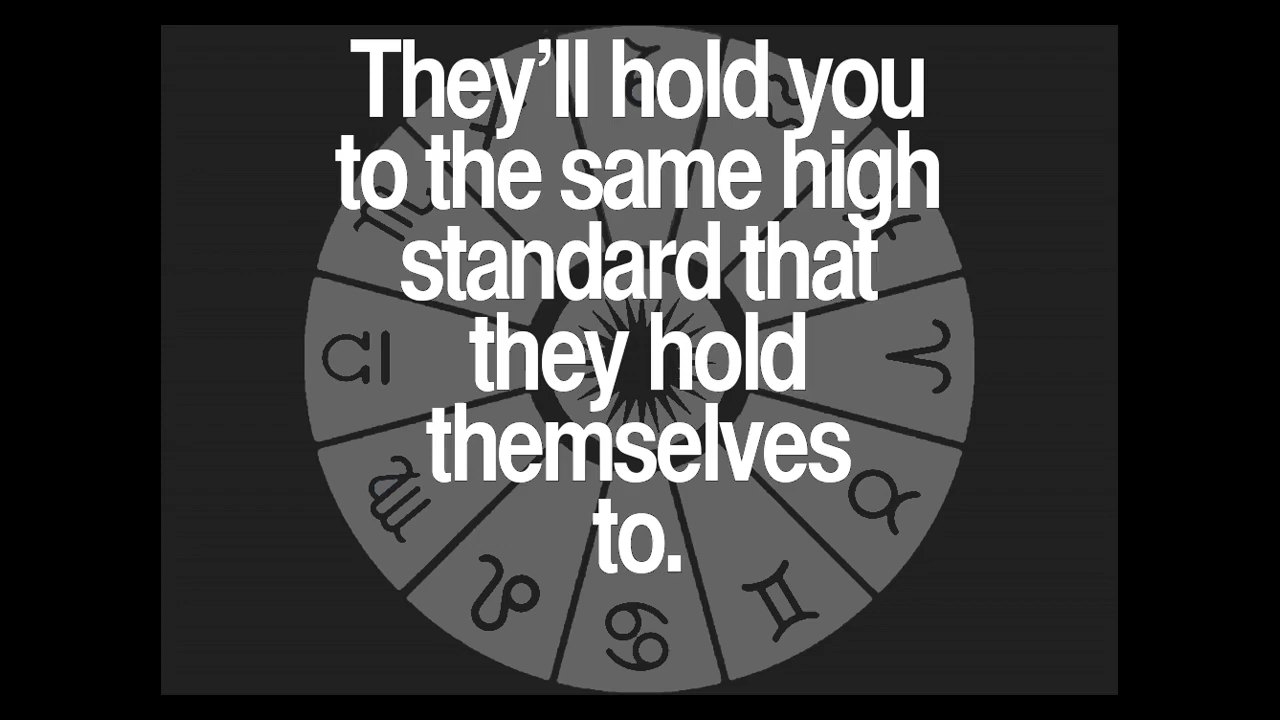 They’ll hold you
to the same high
standard that
they hold
themselves
to.